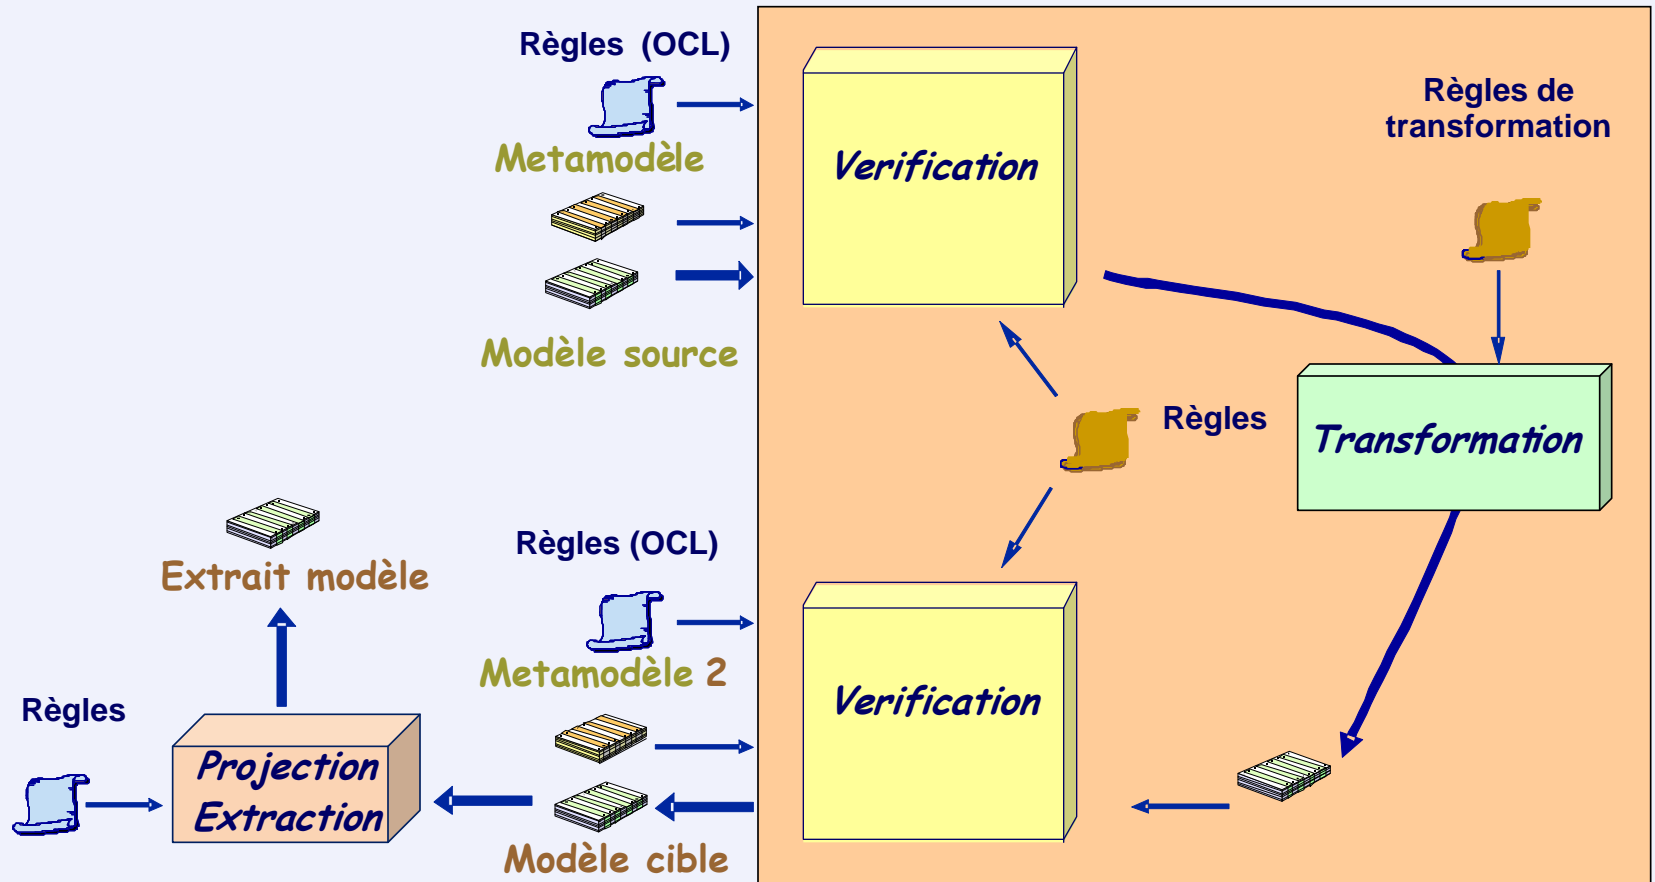 Règles (OCL)
Metamodèle
Modèle source
Verification
Règles de
transformation
Règles
Transformation
Extrait modèle
Règles (OCL)
Metamodèle 2
Verification
Règles
Projection
Extraction
Modèle cible